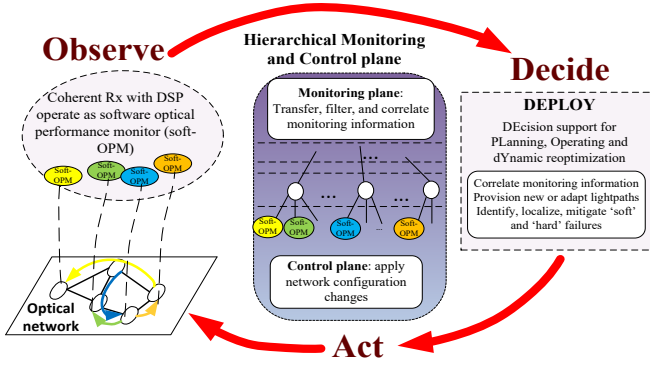 Observe
Coherent Rx with DSP
operate as software optical
performance monitor (soft-
OPM)
Soft-
OPM
Soft-
OPM
Soft-
OPM
Soft-
OPM
Optical
network
Hierarchical Monitoring
and Control plane
Monitoring plane:
Transfer, filter, and correlate
monitoring information
...
...
...
Soft-
OPM
Soft-
OPM
Soft-
OPM
...
Soft-
OPM
Control plane: apply
network configuration
changes
Decide
DEPLOY
DEcision support for
PLanning, Operating and
dYnamic reoptimization
Correlate monitoring information
Provision new or adapt lightpaths
Identify, localize, mitigate ‘soft’
and ‘hard’ failures
Act